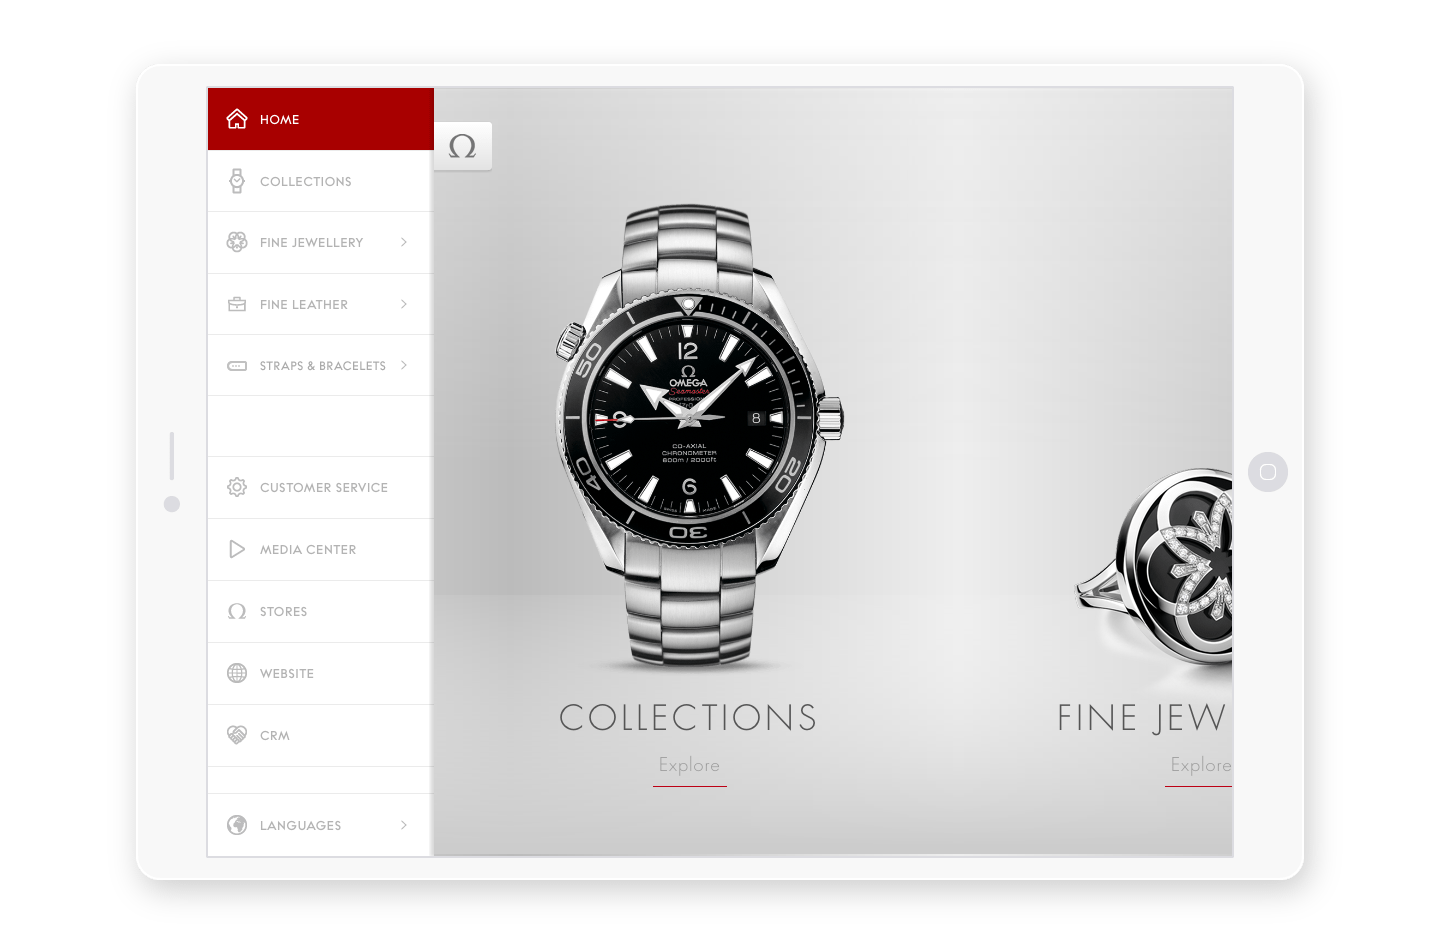 HOME
COLLECTIONS
FINE JEWELLERY
FINE LEATHER
STRAPS & BRACELETS
CUSTOMER SERVICE
MEDIA CENTER
STORES
WEBSITE
CRM
LANGUAGES
Ω
12
Ω
OMEGA
Seamaster
PROFESSIONAL
9
8
CO-AXIAL
CHRONOMETER
600m / 2000ft
6
50
20
40
30
COLLECTIONS
Explore
FINE JEW
Explore